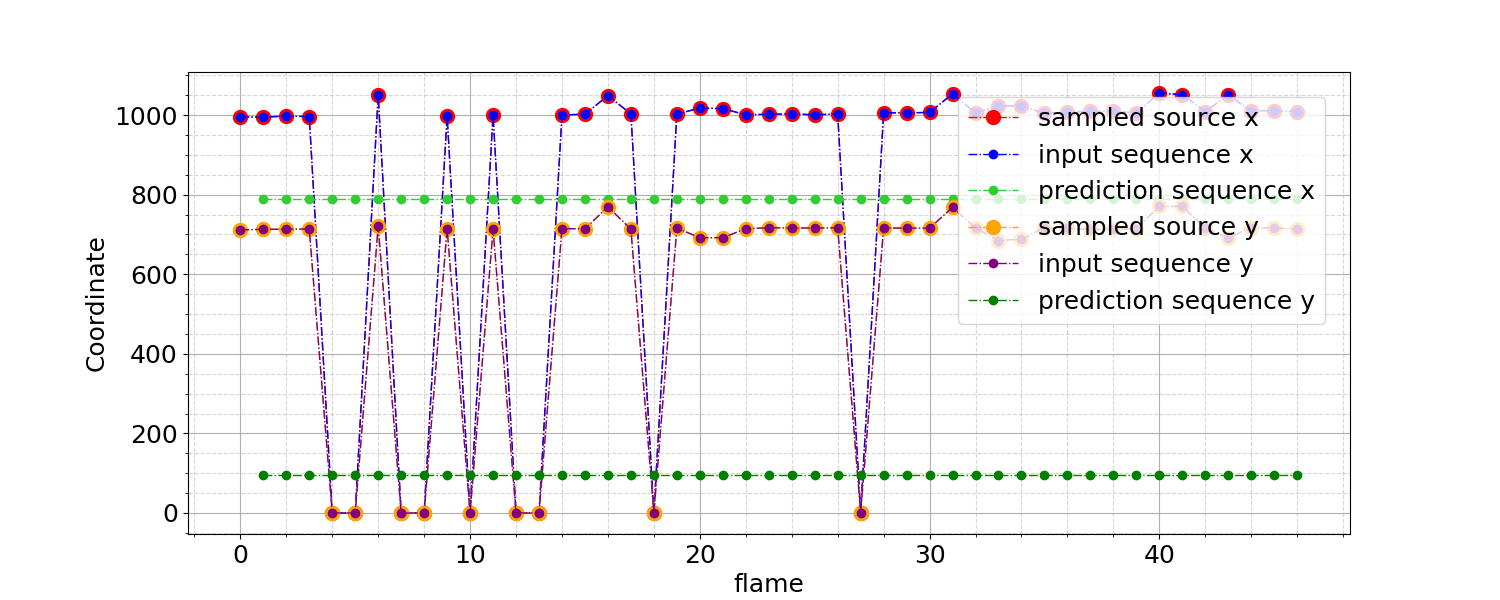 1000
800
600
400
200
0
Coordinate
0 10 20 30 40
flame
sampled source x
input sequence x
prediction sequence x
sampled source y
input sequence y
prediction sequence y